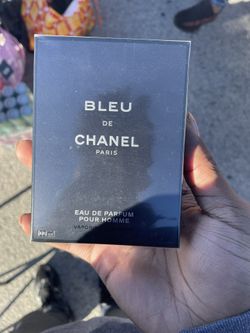 BLEU
DE
CHANEL
PARIS
EAU DE PARFUM
POUR HOMME